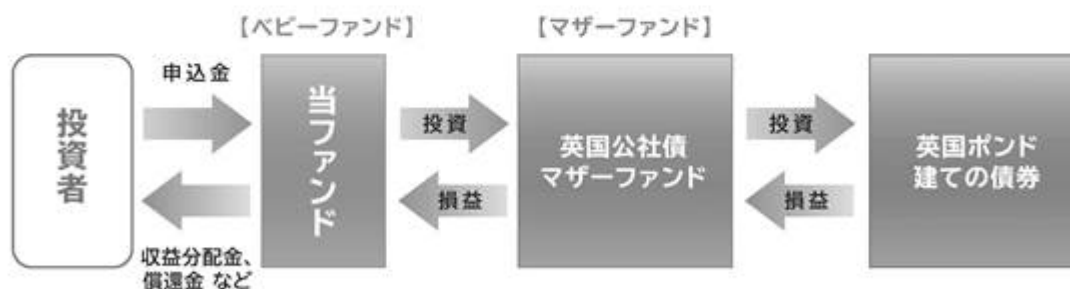 【ベビーファンド】
【マザーファンド】
投資者
申込金
収益分配金、
償還金 など
当ファンド
投資
損益
英国公社債
マザーファンド
投資
損益
英国ポンド
建ての債券